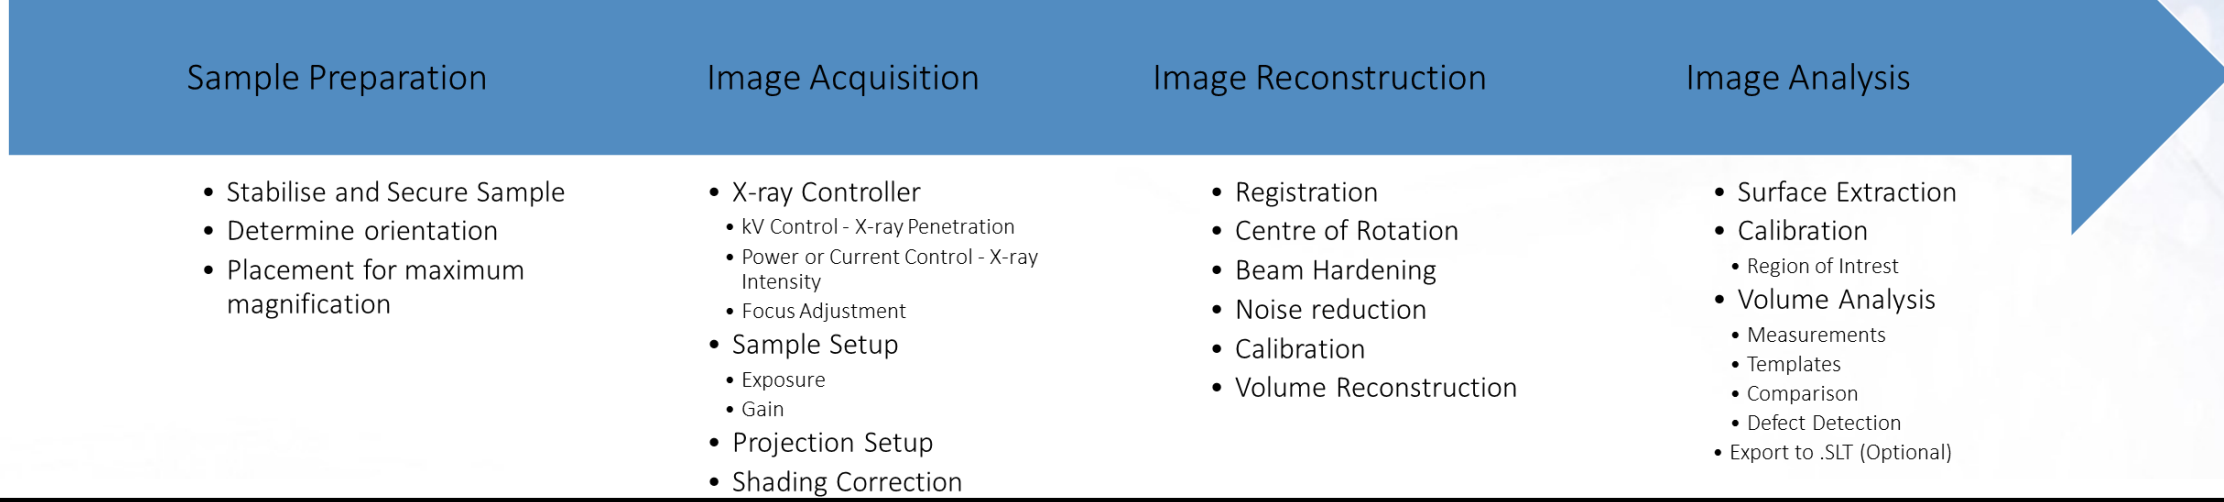 Sample Preparation
Image Acquisition
Image Reconstruction
Image Analysis
• Stabilise and Secure Sample
• Determine orientation
• Placement for maximum
magnification
• X-ray Controller
• kV Control - X-ray Penetration
• Power or Current Control - X-ray
Intensity
• Focus Adjustment
• Sample Setup
• Exposure
• Gain
• Projection Setup
• Shading Correction
• Registration
• Centre of Rotation
• Beam Hardening
• Noise reduction
• Calibration
• Volume Reconstruction
• Surface Extraction
• Calibration
• Region of Intrest
• Volume Analysis
• Measurements
• Templates
• Comparison
• Defect Detection
• Export to .SLT (Optional)